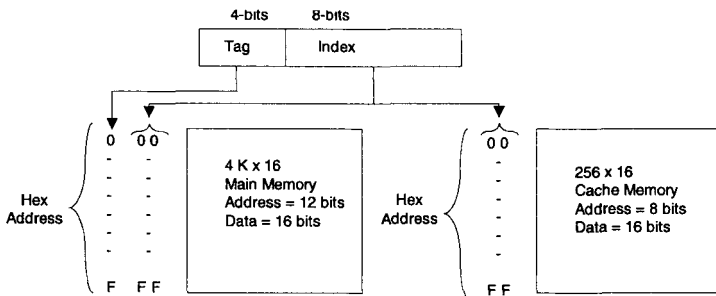 4-bits 8-bits
Tag Index
0 0 0
4 K x 16
Main Memory
Address = 12 bits
Data = 16 bits
Hex
Address
F F F
0 0
256 x 16
Cache Memory
Address = 8 bits
Data = 16 bits
Hex
Address
F F